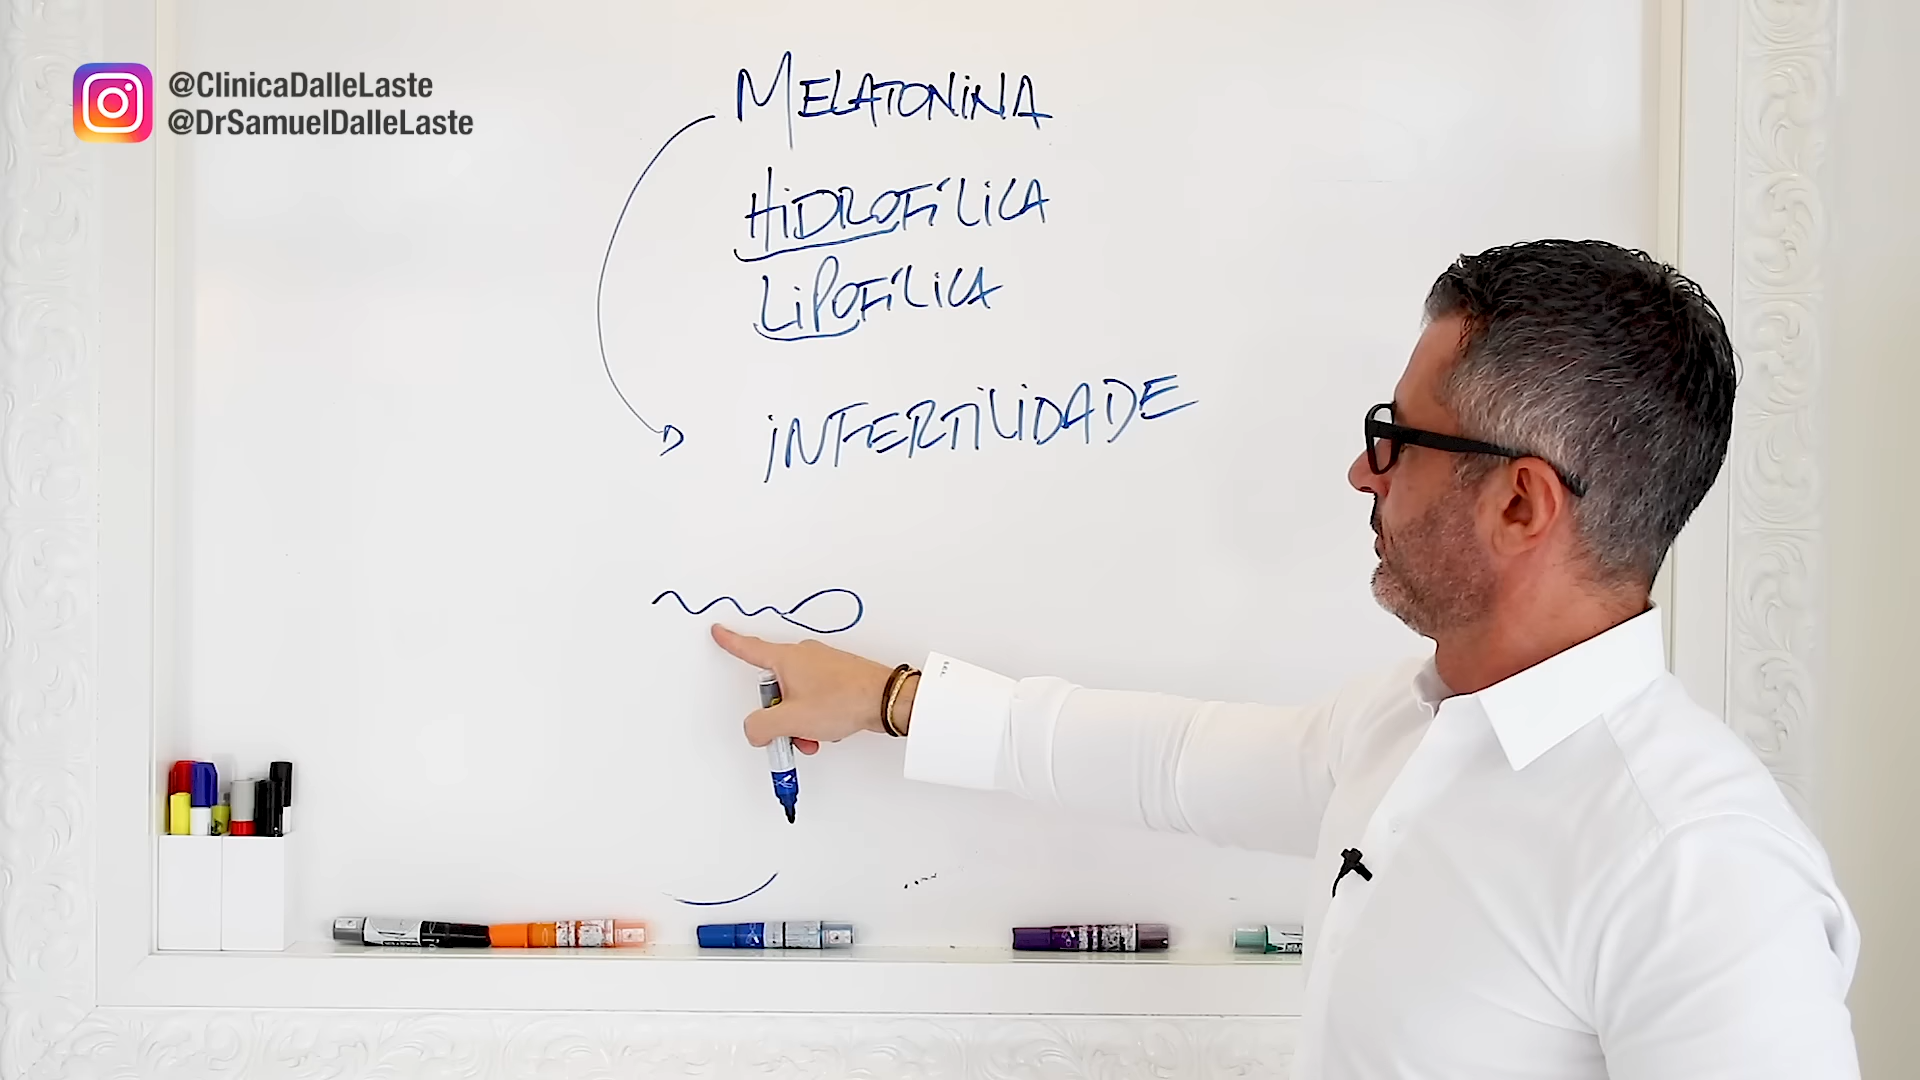 @ClinicaDalleLaste
@DrSamuelDalleLaste
MELATONINA
HIDROFÍLICA
LIPOFÍLICA
INFERTILIDADE